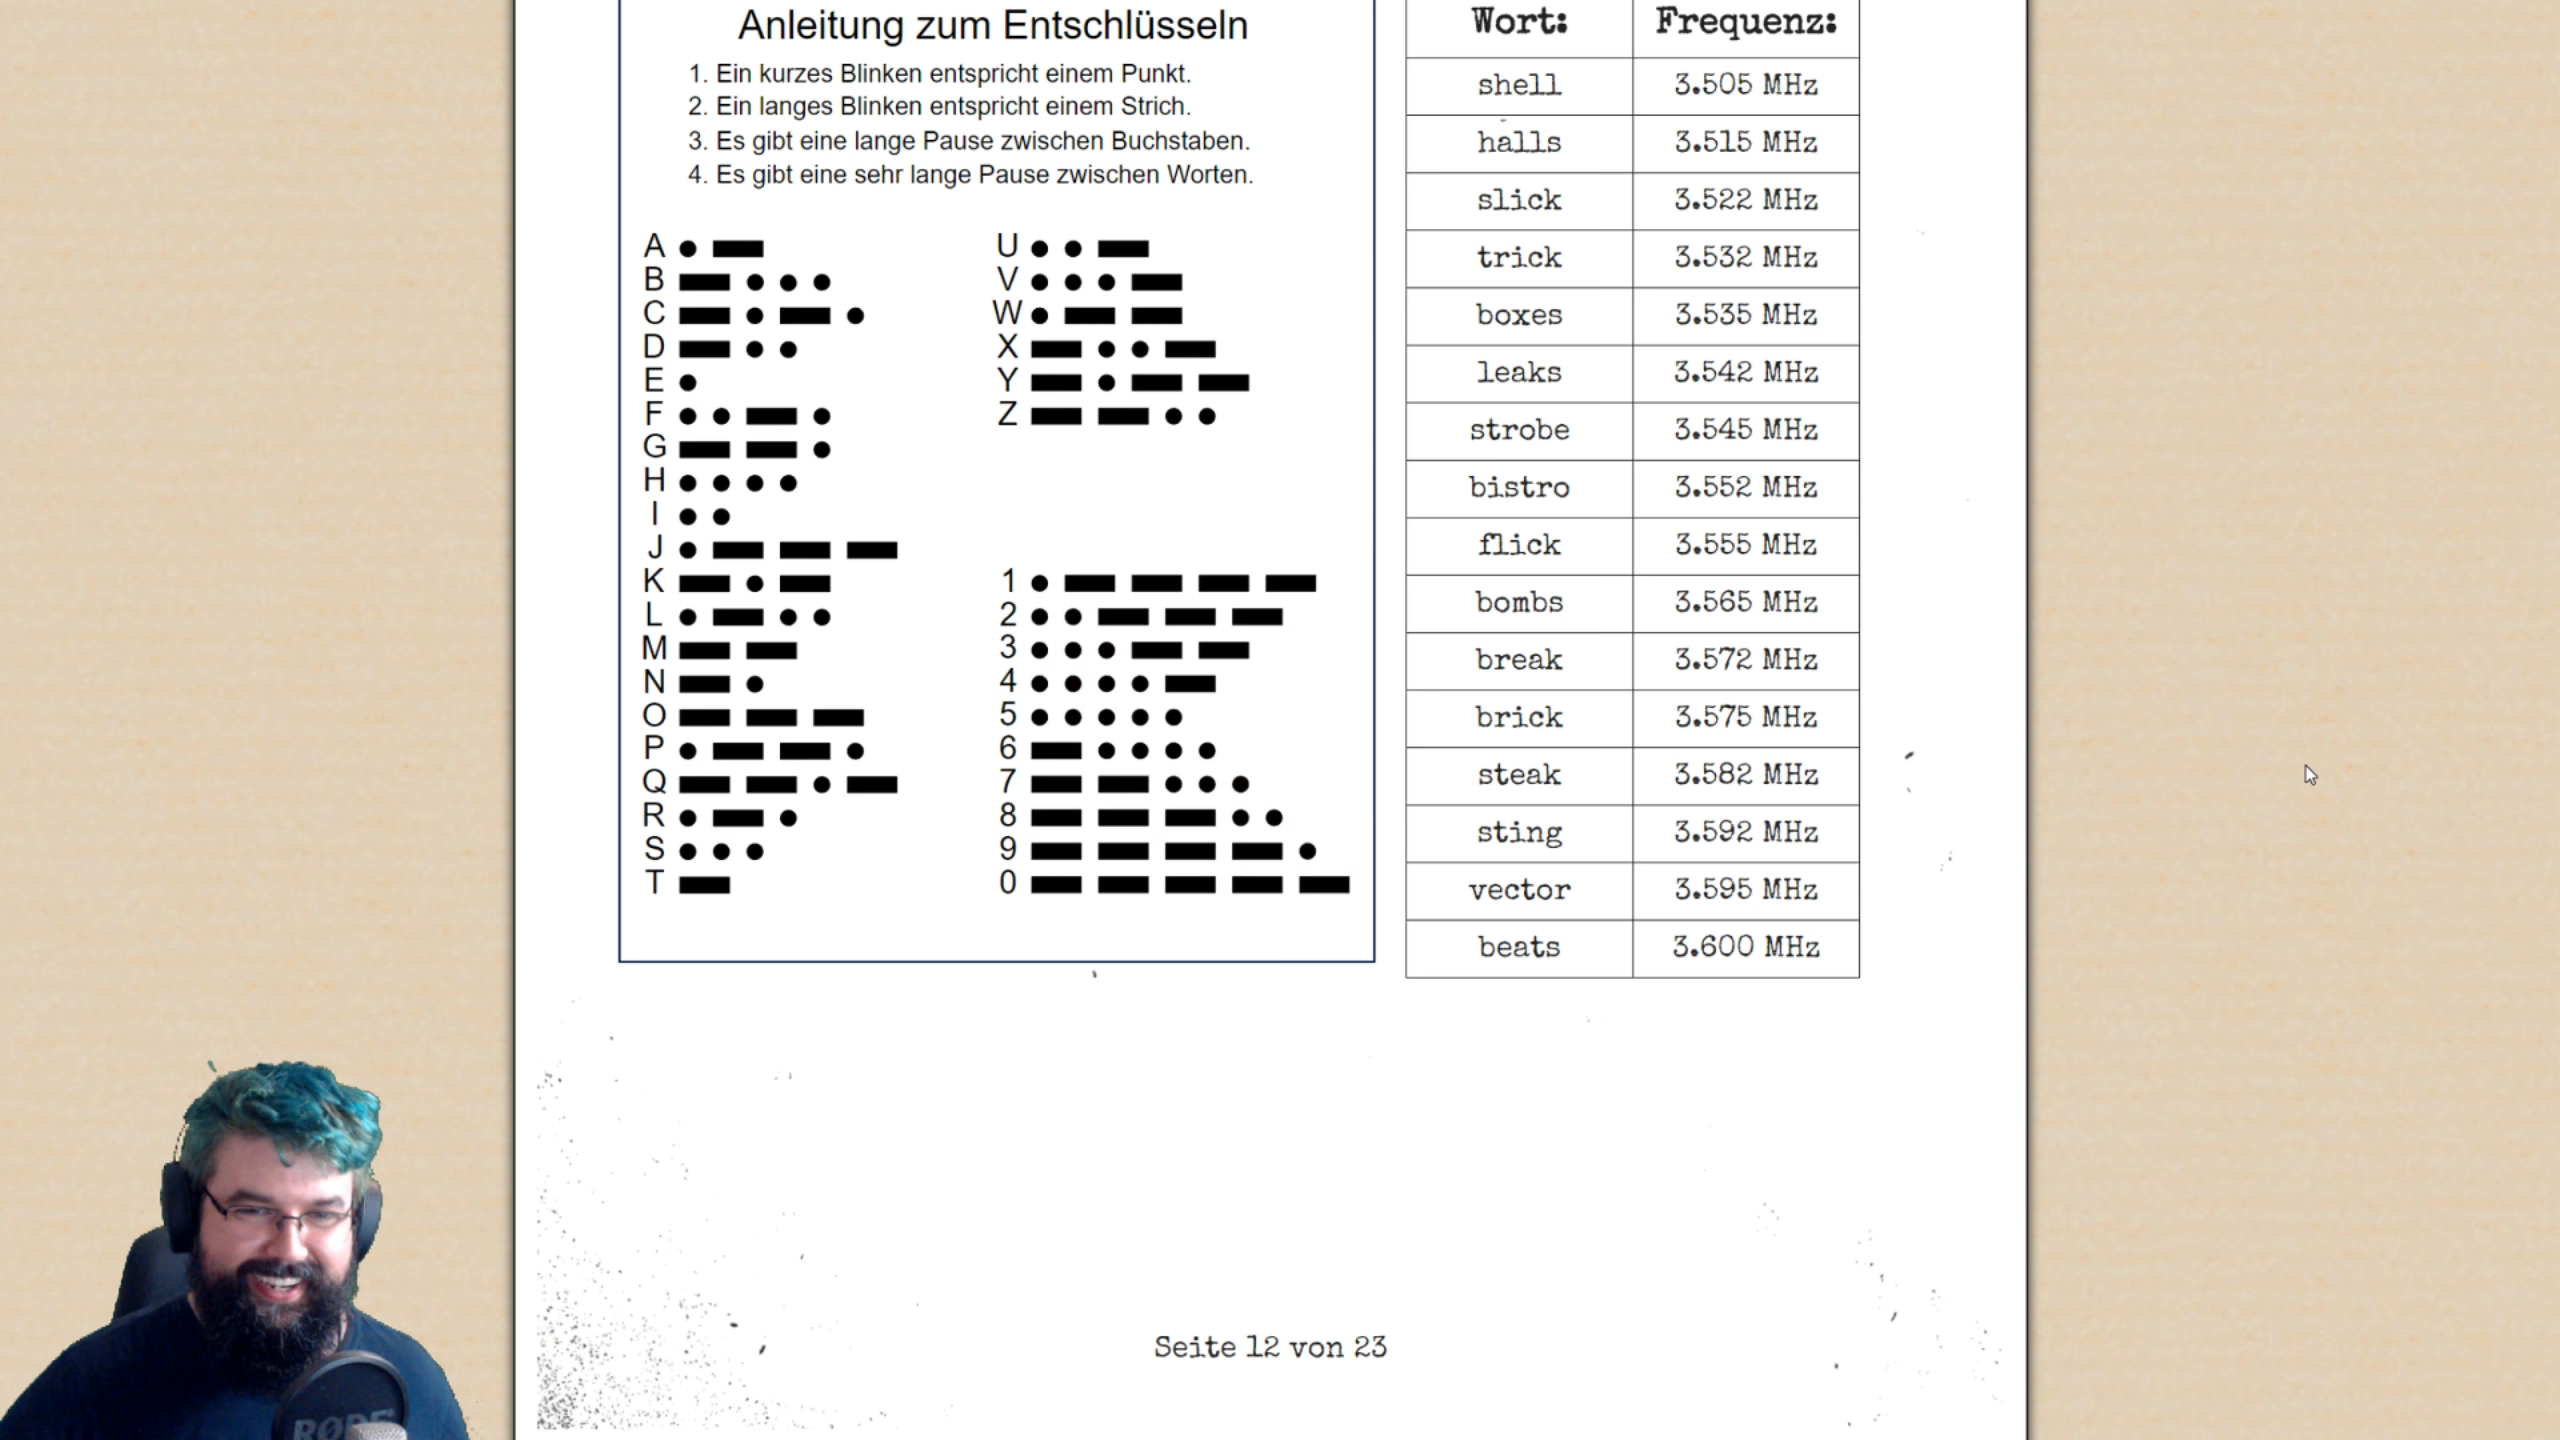 Anleitung zum Entschlüsseln
1. Ein kurzes Blinken entspricht einem Punkt.
2. Ein langes Blinken entspricht einem Strich.
3. Es gibt eine lange Pause zwischen Buchstaben.
4. Es gibt eine sehr lange Pause zwischen Worten.
A
B
C
D
E
F
G
H
I
J
K
L
M
N
O
P
Q
R
S
T
U
V
W
X
Y
Z
1
2
3
4
5
6
7
8
9
0
Wort: Frequenz:
shell 3.505 MHz
halls 3.515 MHz
slick 3.522 MHz
trick 3.532 MHz
boxes 3.535 MHz
leaks 3.542 MHz
strobe 3.545 MHz
bistro 3.552 MHz
flick 3.555 MHz
bombs 3.565 MHz
break 3.572 MHz
brick 3.575 MHz
steak 3.582 MHz
sting 3.592 MHz
vector 3.595 MHz
beats 3.600 MHz
Seite 12 von 23
RØDE